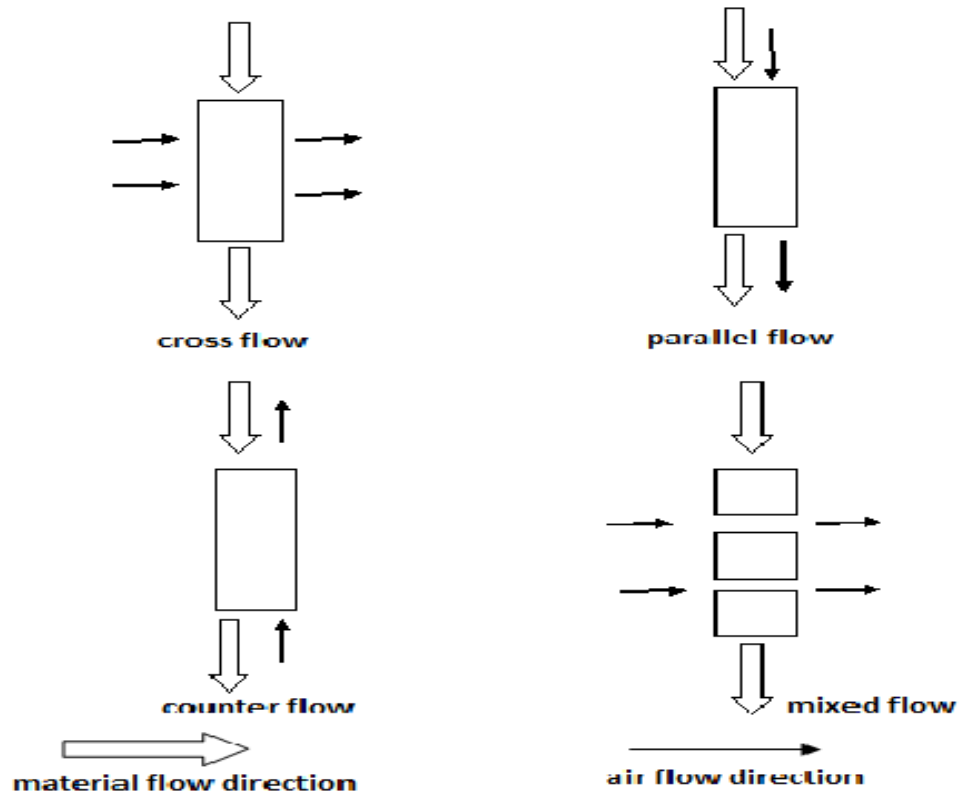 cross flow
parallel flow
counter flow
mixed flow
material flow direction
air flow direction